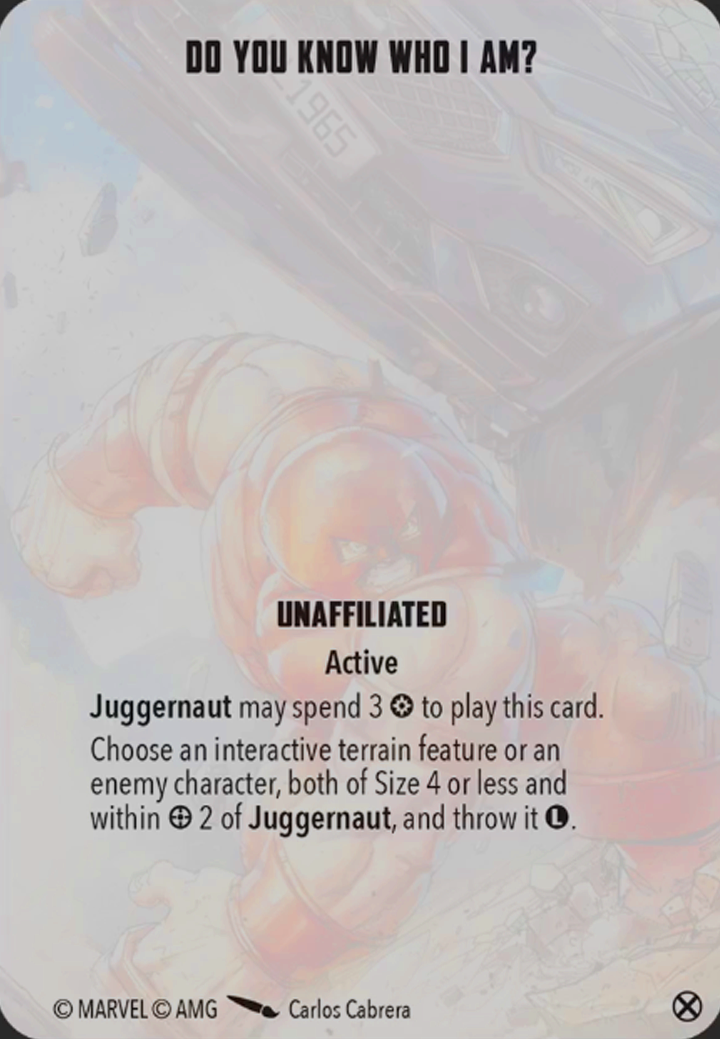 DO YOU KNOW WHO I AM?
1965
UNAFFILIATED
Active
Juggernaut may spend 3 to play this card.
Choose an interactive terrain feature or an
enemy character, both of Size 4 or less and
within 2 of Juggernaut, and throw it L.
© MARVEL © AMG Carlos Cabrera